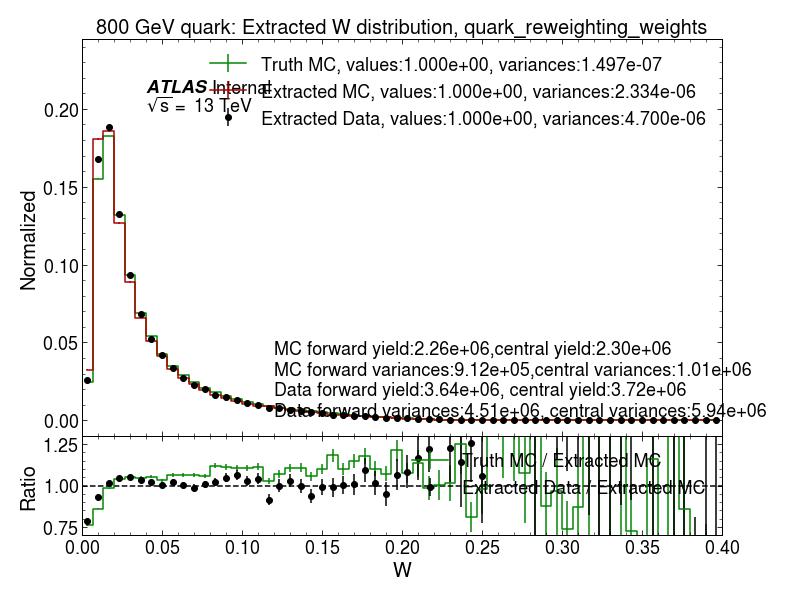 800 GeV quark: Extracted W distribution, quark_reweighting_weights
Truth MC, values:1.000e+00, variances:1.497e-07
ATLAS Internal
Extracted MC, values:1.000e+00, variances:2.334e-06
√s = 13 TeV
Extracted Data, values:1.000e+00, variances:4.700e-06
Normalized
0.20
0.15
0.10
0.05
0.00
MC forward yield:2.26e+06,central yield:2.30e+06
MC forward variances:9.12e+05,central variances:1.01e+06
Data forward yield:3.64e+06, central yield:3.72e+06
Data forward variances:4.51e+06, central variances:5.94e+06
Ratio
1.25
1.00
0.75
Truth MC / Extracted MC
Extracted Data / Extracted MC
0.00 0.05 0.10 0.15 0.20 0.25 0.30 0.35 0.40
W